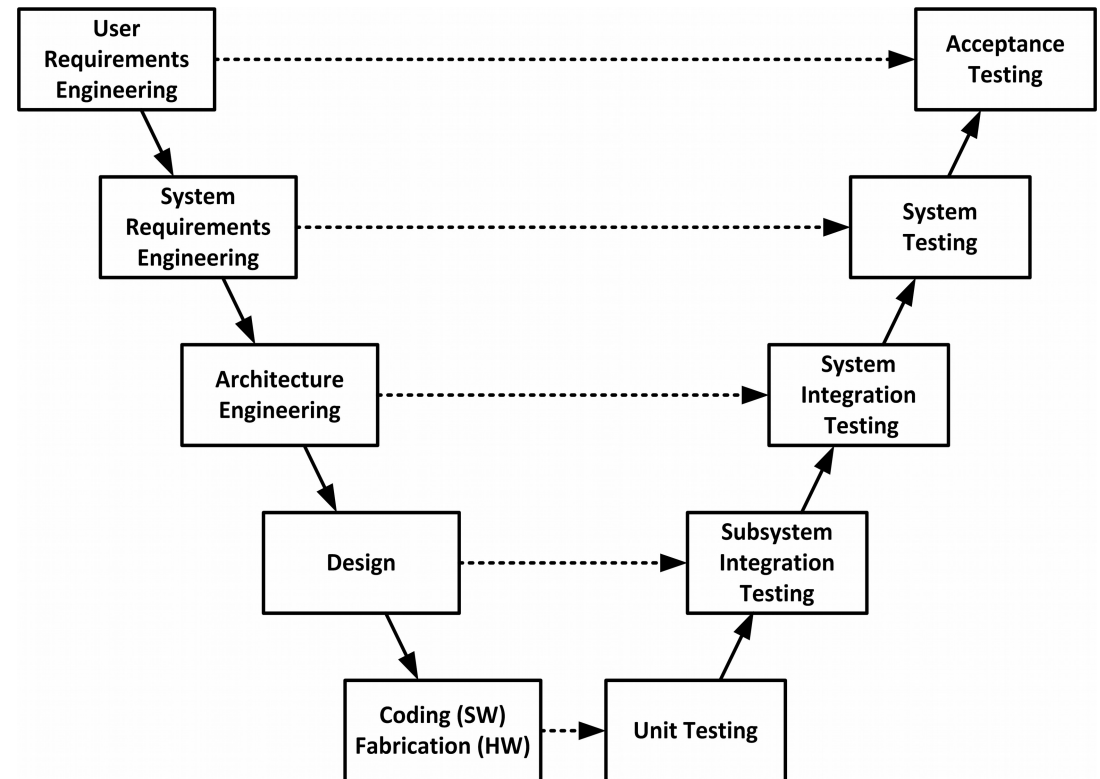 User
Requirements
Engineering
Acceptance
Testing
System
Requirements
Engineering
System
Testing
Architecture
Engineering
System
Integration
Testing
Design
Subsystem
Integration
Testing
Coding (SW)
Fabrication (HW)
Unit Testing